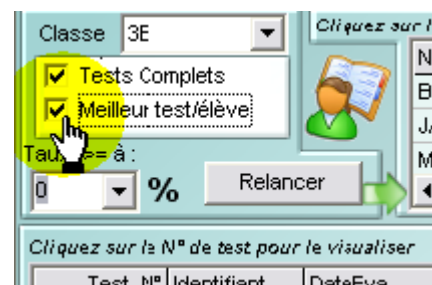 Classe 3E
Cliquez sur l
Tests Complets
Meilleur test/élève
Taux >= à :
0 %
Relancer
N
B
J
M
Cliquez sur le N° de test pour le visualiser
Test N° Identifiant DateEva